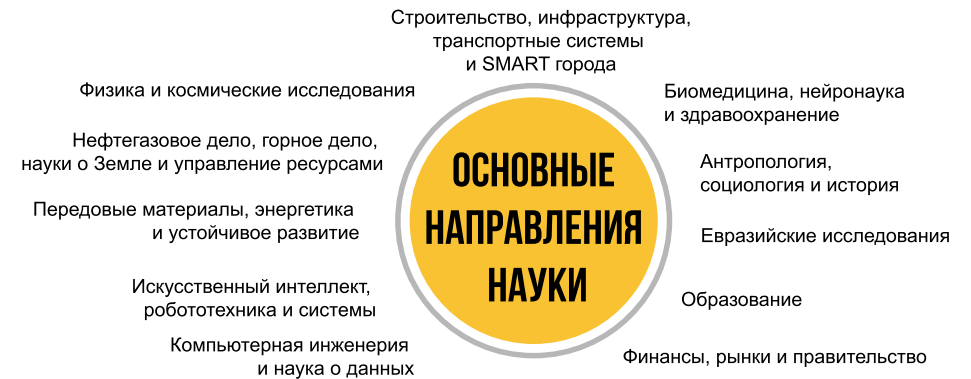 Строительство, инфраструктура,
транспортные системы
и SMART города
Физика и космические исследования
Нефтегазовое дело, горное дело,
науки о Земле и управление ресурсами
Передовые материалы, энергетика
и устойчивое развитие
Искусственный интеллект,
робототехника и системы
Компьютерная инженерия
и наука о данных
ОСНОВНЫЕ
НАПРАВЛЕНИЯ
НАУКИ
Биомедицина, нейронаука
и здравоохранение
Антропология,
социология и история
Евразийские исследования
Образование
Финансы, рынки и правительство